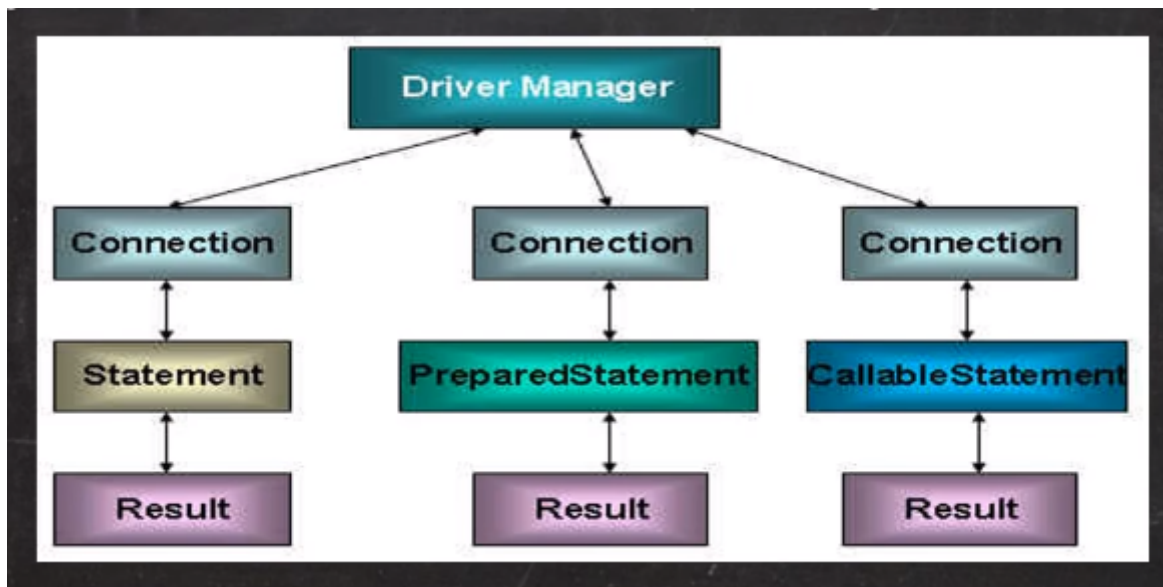 Driver Manager
Connection Connection Connection
Statement PreparedStatement CallableStatement
Result Result Result